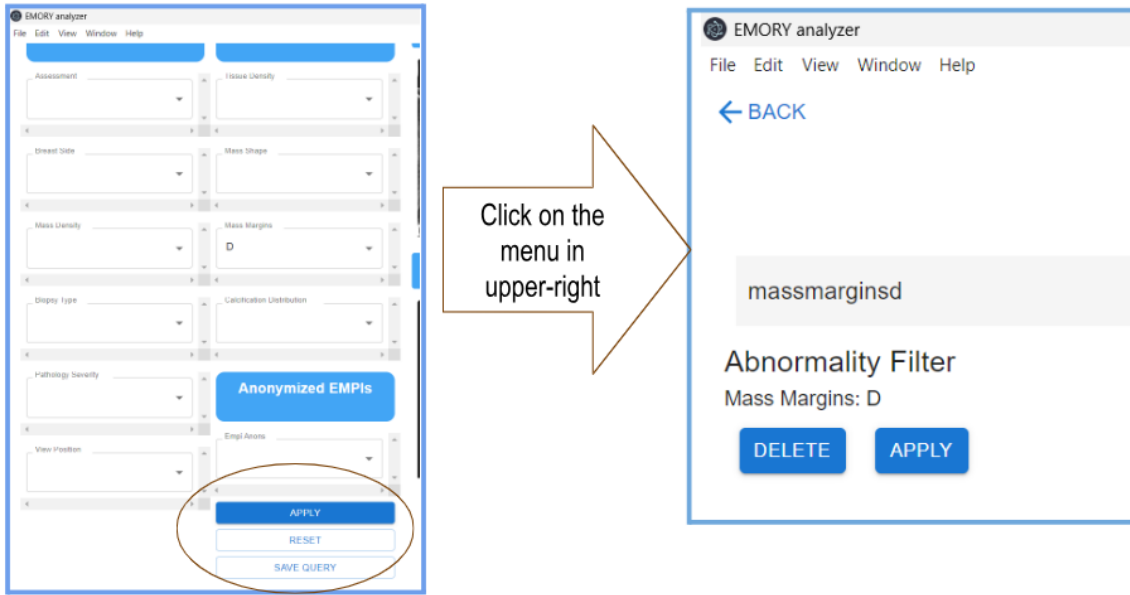 EMORY analyzer
File Edit View Window Help
Assessment
Tissue Density
Breast Side
Mass Shape
Mass Density
Mass Margins
D
Biopsy Type
Calcification Distribution
Pathology Severity
Anonymized EMPIs
Empi Anons
View Position
APPLY
RESET
SAVE QUERY
Click on the
menu in
upper-right
EMORY analyzer
File Edit View Window Help
BACK
massmarginsd
Abnormality Filter
Mass Margins: D
DELETE APPLY